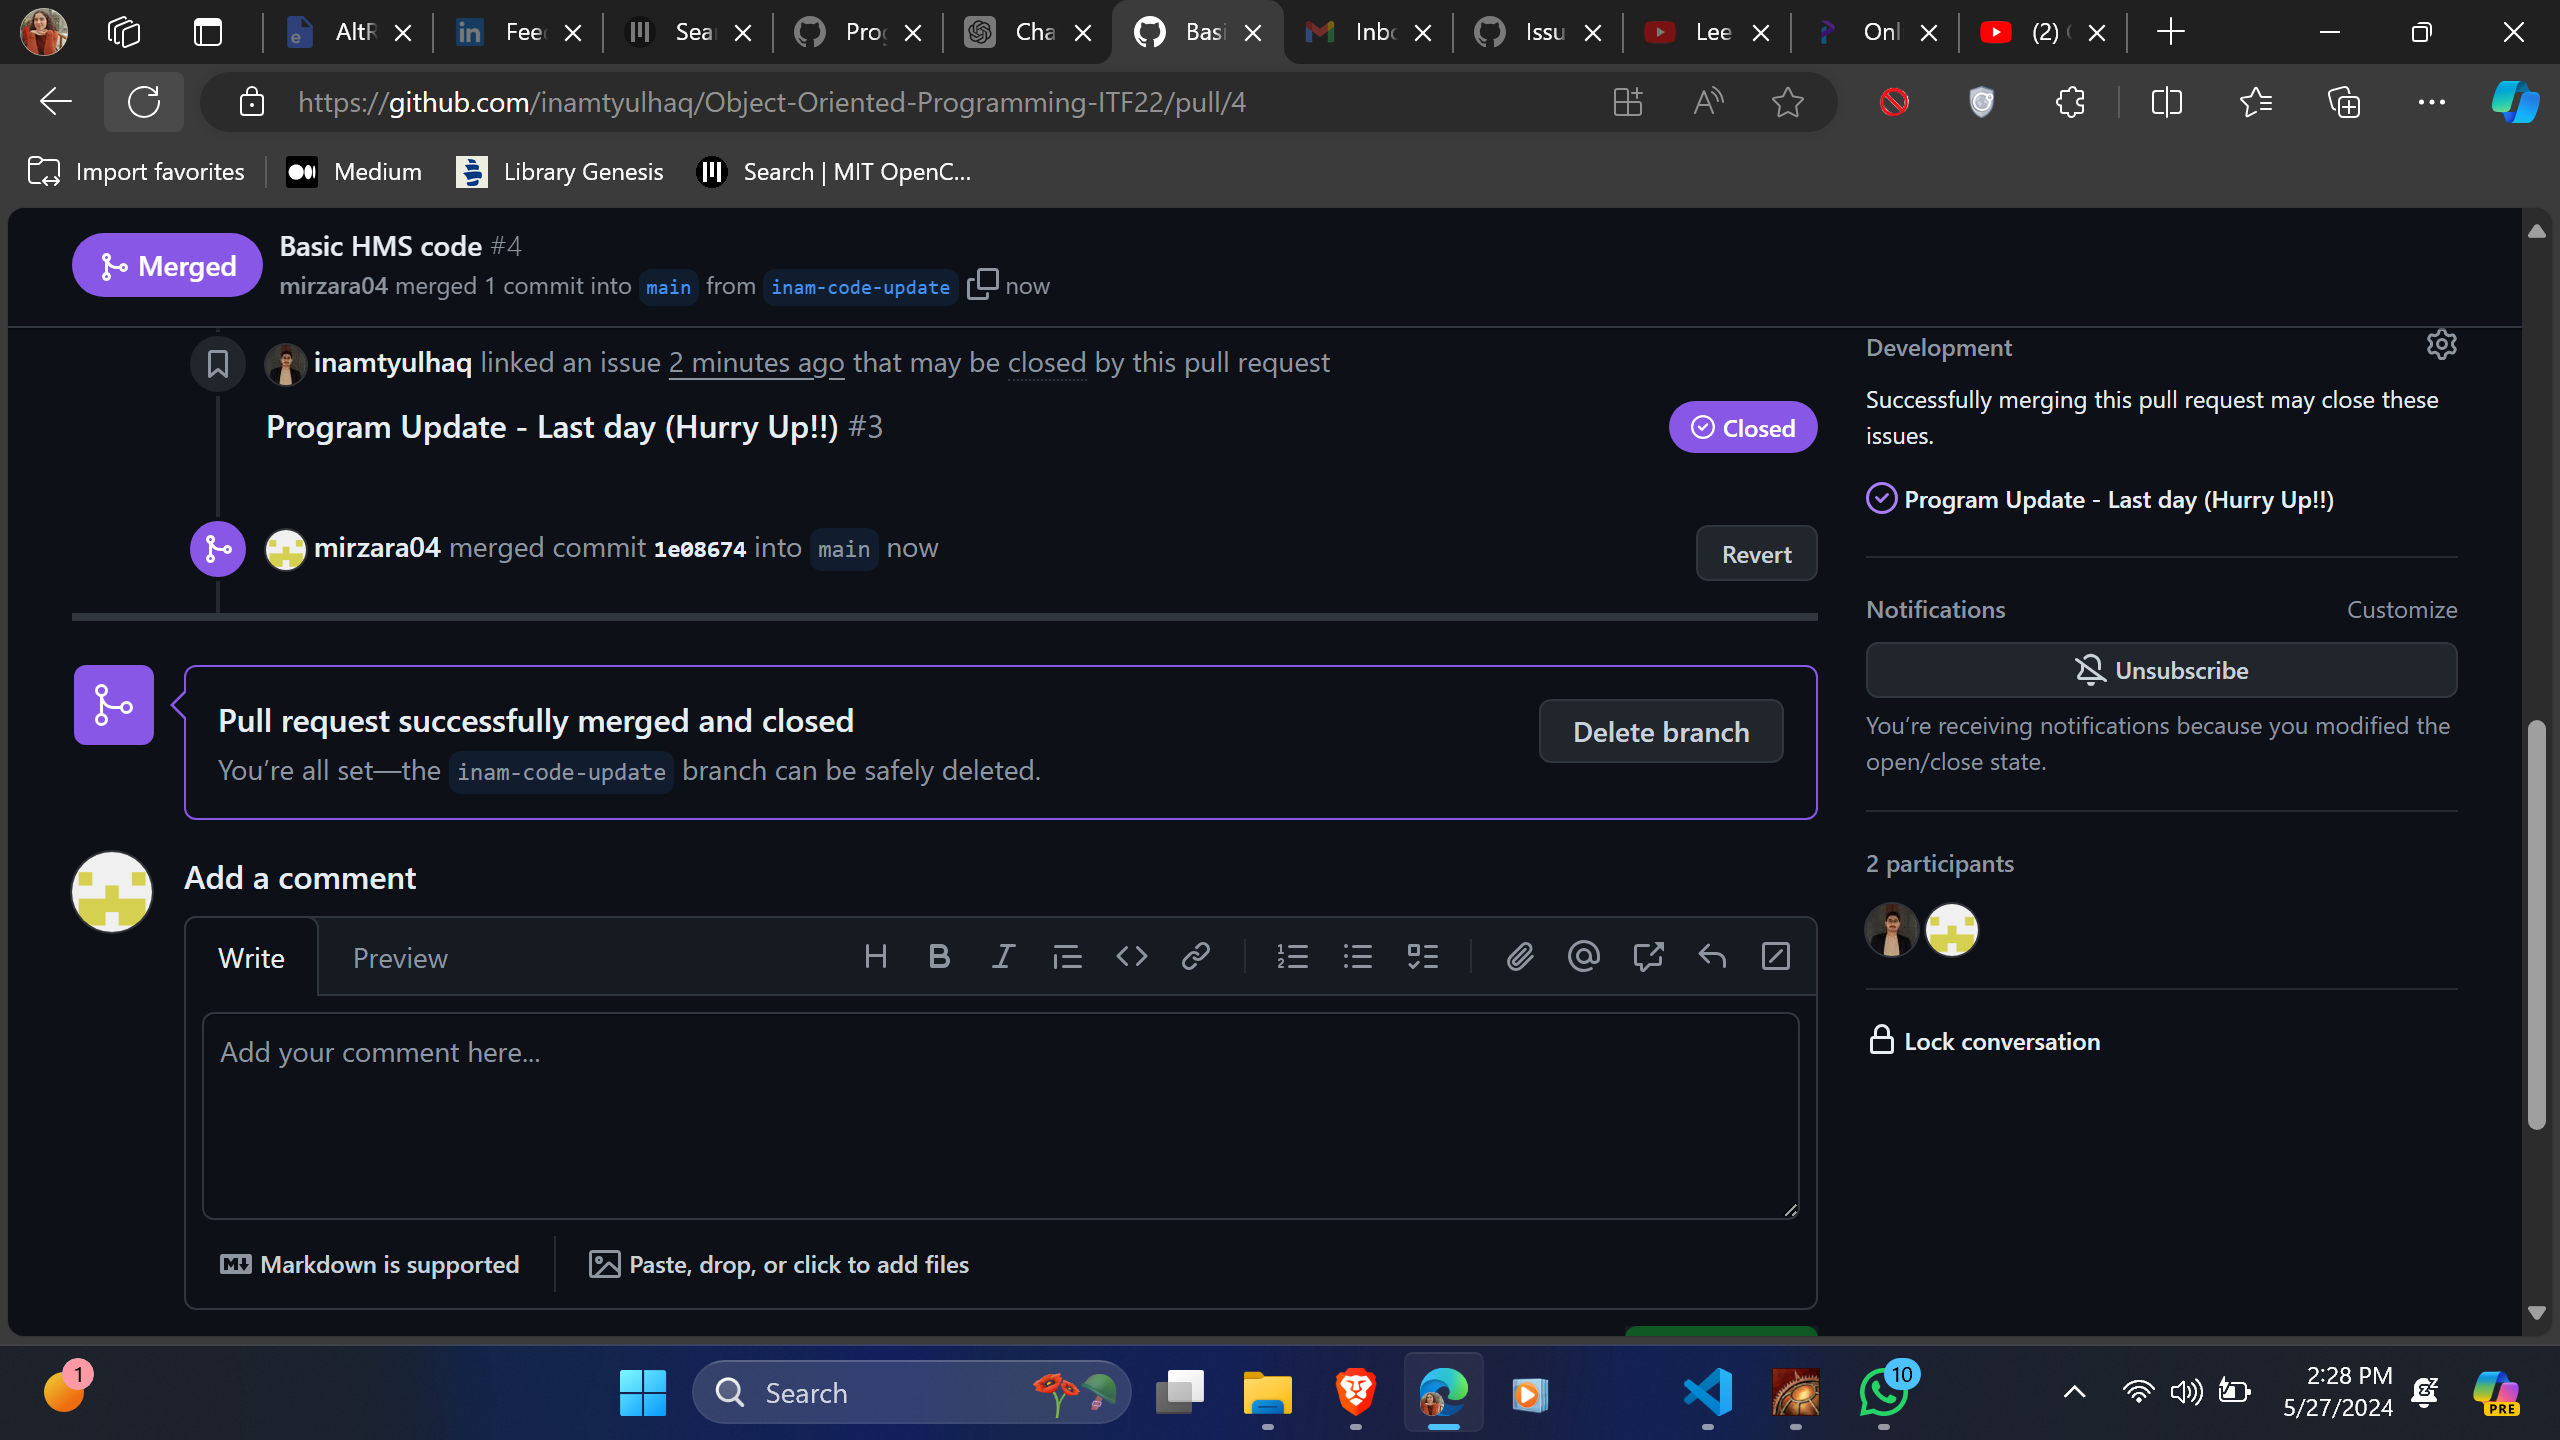 AltR
Feed
Sear
Prog
Cha
Basi
Inbo
Issu
Lee
Onl
(2)
https://github.com/inamtyulhaq/Object-Oriented-Programming-ITF22/pull/4
Import favorites
Medium
Library Genesis
Search | MIT OpenC...
Merged
Basic HMS code #4
mirzara04 merged 1 commit into main from inam-code-update now
inamtyulhaq linked an issue 2 minutes ago that may be closed by this pull request
Program Update - Last day (Hurry Up!!) #3
Closed
mirzara04 merged commit 1e08674 into main now
Revert
Pull request successfully merged and closed
You’re all set—the inam-code-update branch can be safely deleted.
Delete branch
Add a comment
Write
Preview
Add your comment here...
Markdown is supported
Paste, drop, or click to add files
Development
Successfully merging this pull request may close these
issues.
Program Update - Last day (Hurry Up!!)
Notifications
Customize
Unsubscribe
You’re receiving notifications because you modified the
open/close state.
2 participants
Lock conversation
1
Search
10
2:28 PM
5/27/2024
PRE